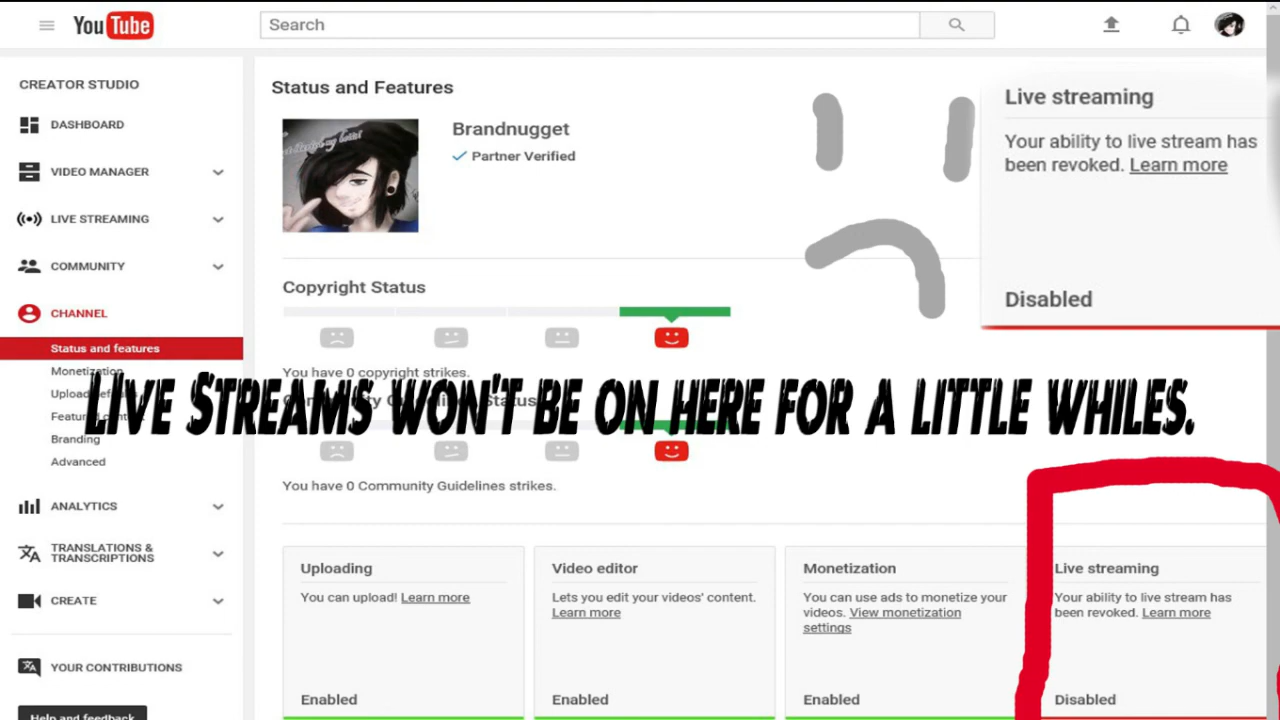 YouTube
Search
CREATOR STUDIO
DASHBOARD
VIDEO MANAGER
LIVE STREAMING
COMMUNITY
CHANNEL
Status and features
Monetization
Branding
Advanced
ANALYTICS
TRANSLATIONS &
TRANSCRIPTIONS
CREATE
YOUR CONTRIBUTIONS
Help and feedback
Status and Features
Brandnugget
Partner Verified
Live streaming
Your ability to live stream has
been revoked. Learn more
Disabled
Copyright Status
You have 0 copyright strikes.
LIVE STREAMS WON'T BE ON HERE FOR A LITTLE WHILES.
You have 0 Community Guidelines strikes.
Uploading
You can upload! Learn more
Enabled
Video editor
Lets you edit your videos' content.
Learn more
Enabled
Monetization
You can use ads to monetize your
videos. View monetization
settings
Enabled
Live streaming
Your ability to live stream has
been revoked. Learn more
Disabled